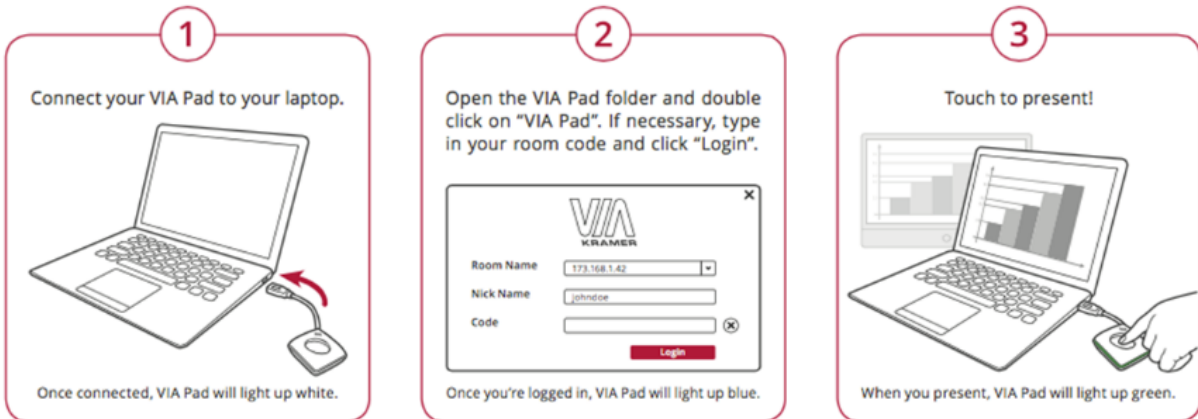 1
Connect your VIA Pad to your laptop.
Once connected, VIA Pad will light up white.
2
Open the VIA Pad folder and double
click on “VIA Pad”. If necessary, type
in your room code and click “Login”.
VIA
KRAMER
Room Name 173.168.1.42
Nick Name johndoe
Code
Login
Once you’re logged in, VIA Pad will light up blue.
3
Touch to present!
When you present, VIA Pad will light up green.